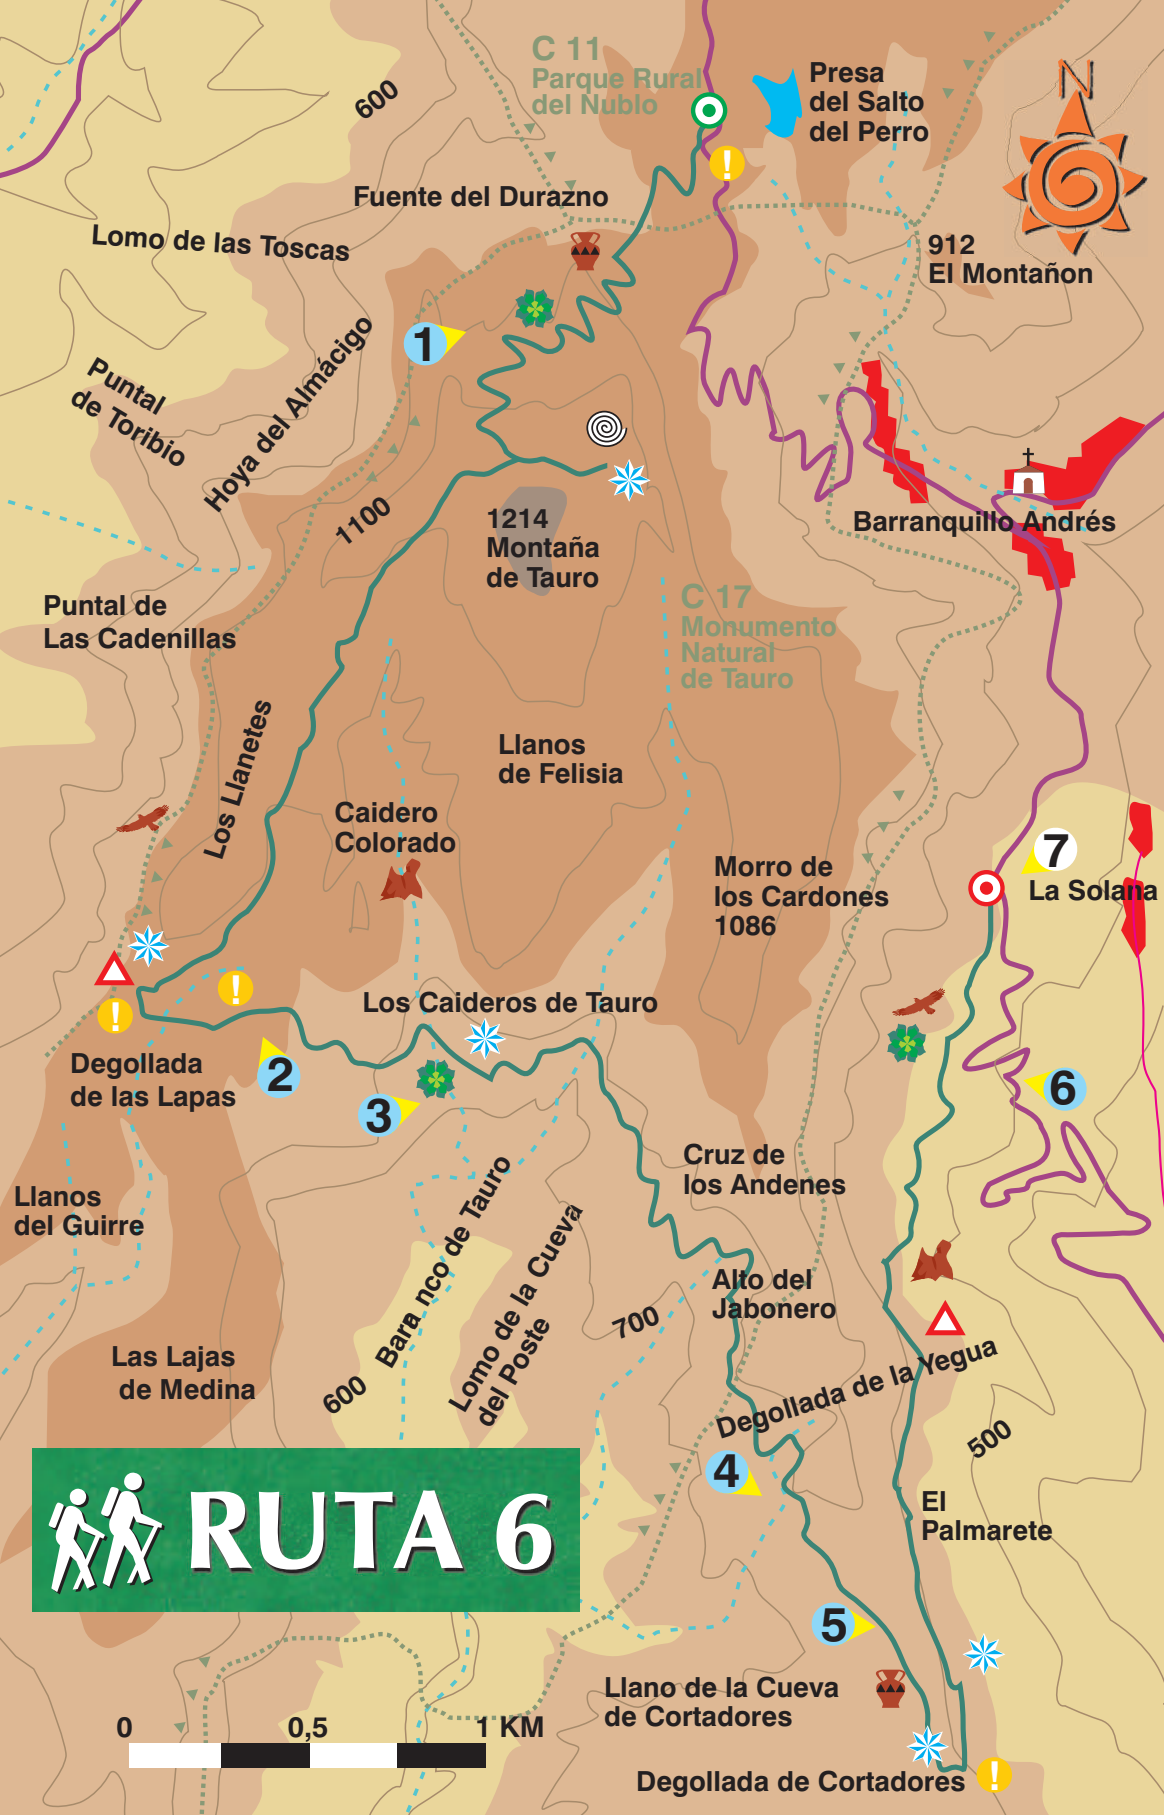 C 11
Parque Rural
del Nublo
Presa
del Salto
del Perro
N
600
!
Fuente del Durazno
Lomo de las Toscas
912
El Montañon
1
Puntal
de Toribio
Hoya del Almácigo
1100
1214
Montaña
de Tauro
Barranquillo Andrés
Puntal de
Las Cadenillas
C 17
Monumento
Natural
de Tauro
Los Llanetes
Llanos
de Felisia
Caidero
Colorado
7
La Solana
Morro de
los Cardones
1086
!
!
Los Caideros de Tauro
Degollada
de las Lapas
2
3
6
Llanos
del Guirre
Cruz de
los Andenes
Bara nco de Tauro
Lomo de la Cueva
del Poste
Alto del
Jabonero
700
600
Las Lajas
de Medina
Degollada de la Yegua
500
4
RUTA 6
El
Palmarete
5
Llano de la Cueva
de Cortadores
0 0,5 1 KM
Degollada de Cortadores
!